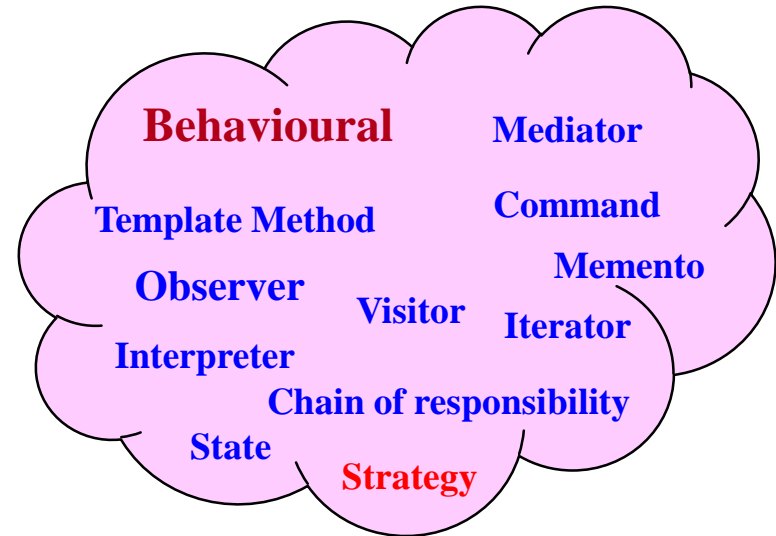 Behavioural
Mediator
Command
Template Method
Memento
Observer
Visitor
Iterator
Interpreter
Chain of responsibility
State
Strategy